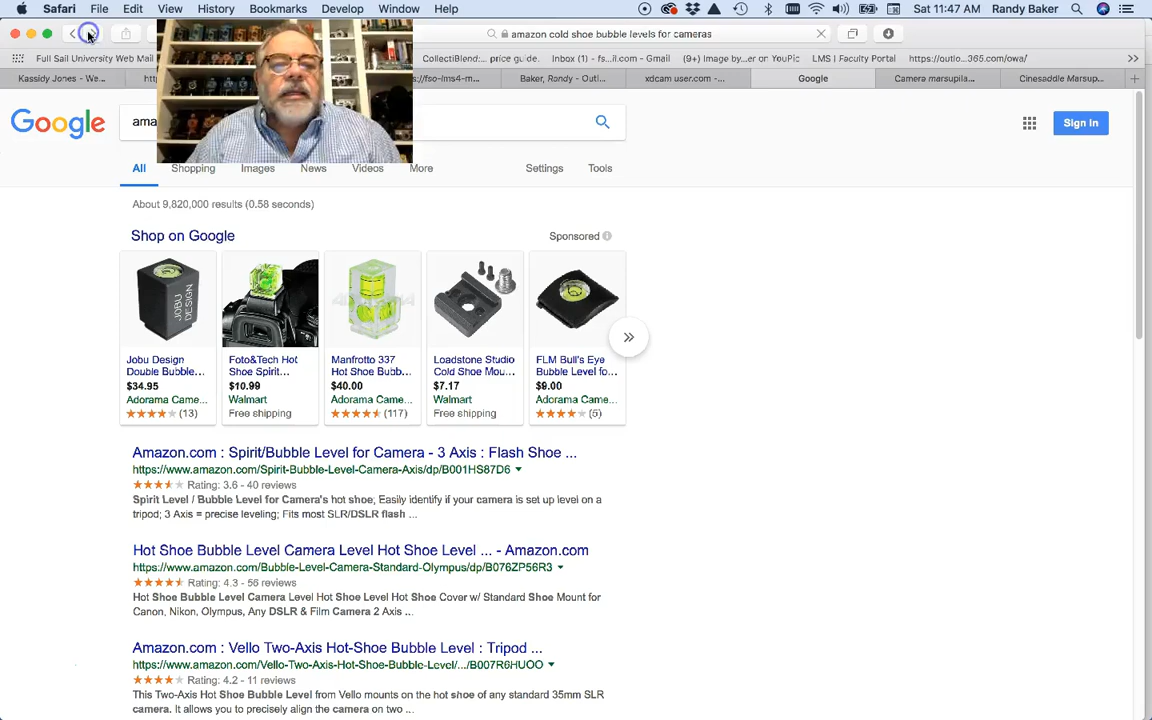 Safari File Edit View History Bookmarks Develop Window Help Sat 11:47 AM Randy Baker
amazon cold shoe bubble levels for cameras
Full Sail University Web Mail CollectiBlend:... price guide. Inbox (1) - fs...il.com - Gmail (9+) Image by...er on YouPic LMS | Faculty Portal https://outlo...365.com/owa/
Kassidy Jones - We... htt ://fso-lms4-m... Baker, Randy - Outl... xdcam user.com -... Google Camera marsupila... Cinesaddle Marsup...
Google ama Sign In
All Shopping Images News Videos More Settings Tools
About 9,820,000 results (0.58 seconds)
Shop on Google Sponsored
JOBU DESIGN
Jobu Design Double Bubble... $34.95 Adorama Came... (13)
Foto&Tech Hot Shoe Spirit... $10.99 Walmart Free shipping
Manfrotto 337 Hot Shoe Bubb... $40.00 Adorama Came... (117)
Loadstone Studio Cold Shoe Mou... $7.17 Walmart Free shipping
FLM Bull's Eye Bubble Level fo... $9.00 Adorama Came... (5)
Amazon.com : Spirit/Bubble Level for Camera - 3 Axis : Flash Shoe ...
https://www.amazon.com/Spirit-Bubble-Level-Camera-Axis/dp/B001HS87D6
Rating: 3.6 - 40 reviews
Spirit Level / Bubble Level for Camera's hot shoe; Easily identify if your camera is set up level on a
tripod; 3 Axis = precise leveling; Fits most SLR/DSLR flash ...
Hot Shoe Bubble Level Camera Level Hot Shoe Level ... - Amazon.com
https://www.amazon.com/Bubble-Level-Camera-Standard-Olympus/dp/B076ZP56R3
Rating: 4.3 - 56 reviews
Hot Shoe Bubble Level Camera Level Hot Shoe Level Hot Shoe Cover w/ Standard Shoe Mount for
Canon, Nikon, Olympus, Any DSLR & Film Camera 2 Axis ...
Amazon.com : Vello Two-Axis Hot-Shoe Bubble Level : Tripod ...
https://www.amazon.com/Vello-Two-Axis-Hot-Shoe-Bubble-Level/.../B007R6HUOO
Rating: 4.2 - 11 reviews
This Two-Axis Hot Shoe Bubble Level from Vello mounts on the hot shoe of any standard 35mm SLR
camera. It allows you to precisely align the camera on two ...